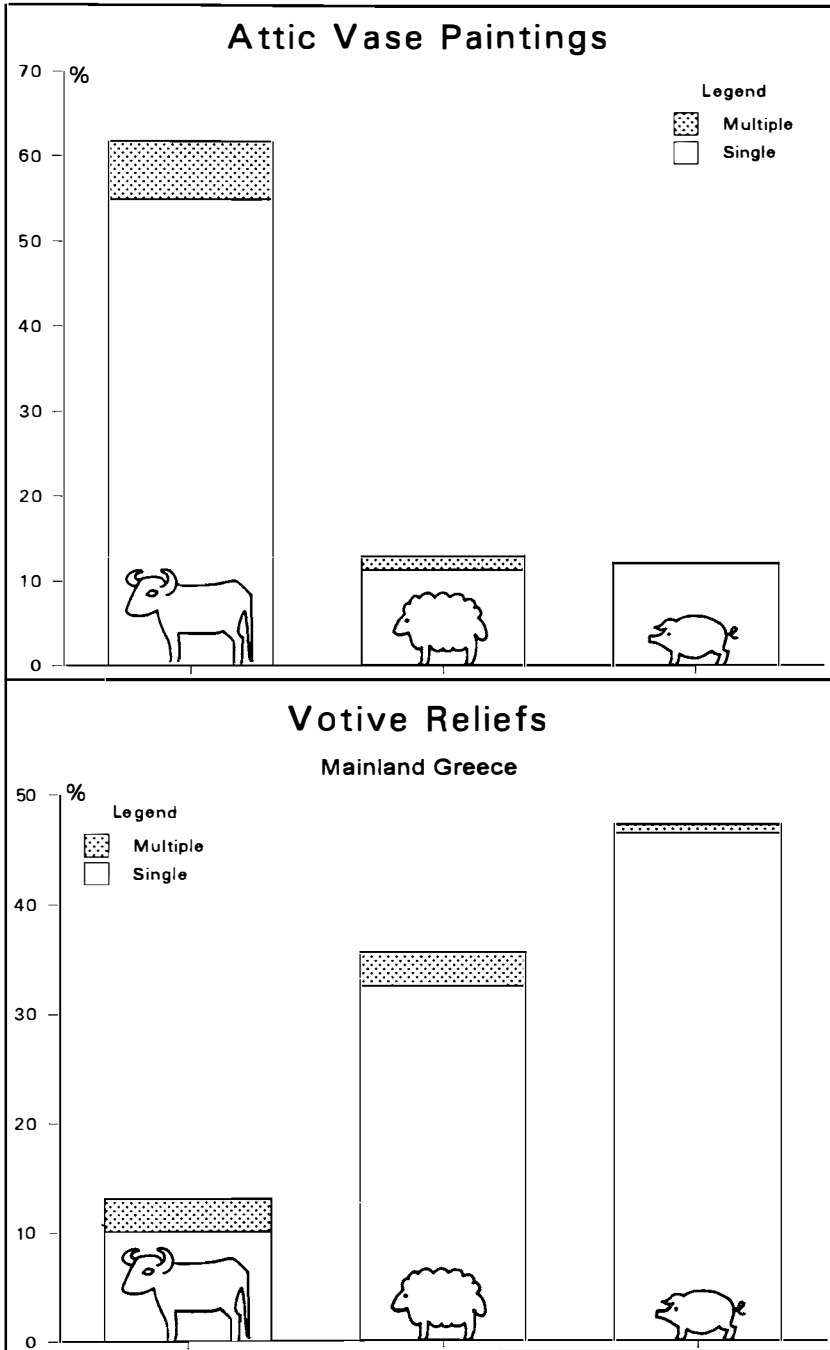 Attic Vase Paintings
70 %
Legend
Multiple
60
Single
50
40
30
20
10
0
Votive Reliefs
Mainland Greece
50 %
Legend
Multiple
Single
40
30
20
10
0